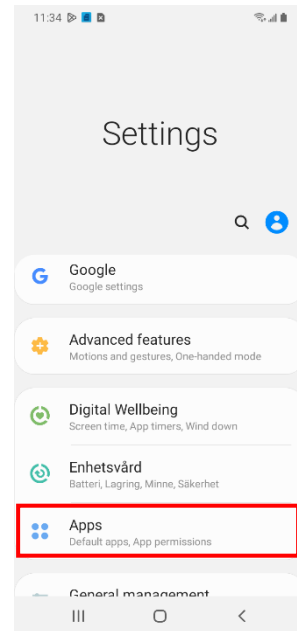 11:34
Settings
Google
Google settings
Advanced features
Motions and gestures, One-handed mode
Digital Wellbeing
Screen time, App timers, Wind down
Enhetsvård
Batteri, Lagring, Minne, Säkerhet
Apps
Default apps, App permissions
General management